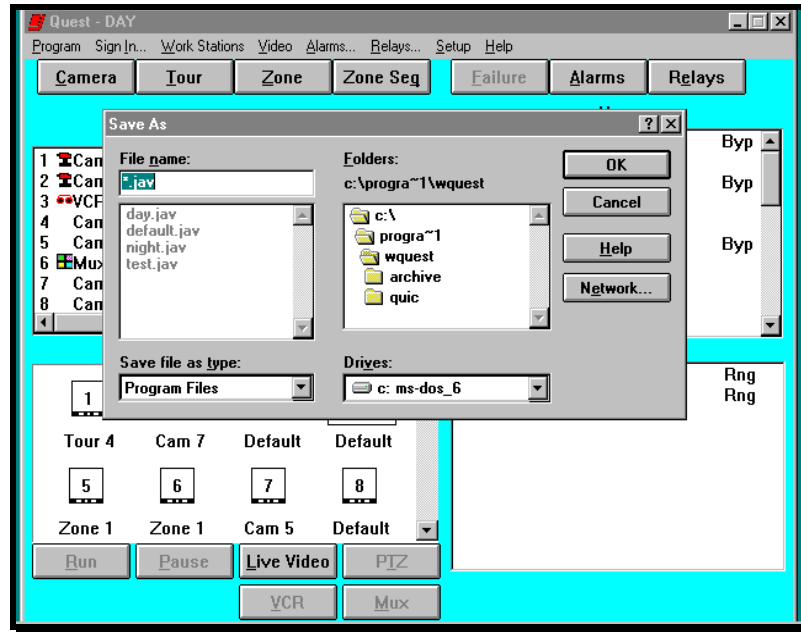 Quest - DAY
Program Sign In... Work Stations Video Alarms... Relays... Setup Help
Camera Tour Zone Zone Seq Failure Alarms Relays
Save As
File name:
*.jav
day.jav
default.jav
night.jav
test.jav
Save file as type:
Program Files
Folders:
c:\progra~1\wquest
c:\
progra~1
wquest
archive
quic
Drives:
c: ms-dos_6
OK
Cancel
Help
Network...
1 Cam
2 Cam
3 VCR
4 Cam
5 Cam
6 Mux
7 Cam
8 Cam
Byp
Byp
Byp
Rng
Rng
1
Tour 4 Cam 7 Default Default
5 6 7 8
Zone 1 Zone 1 Cam 5 Default
Run Pause Live Video PTZ
VCR Mux